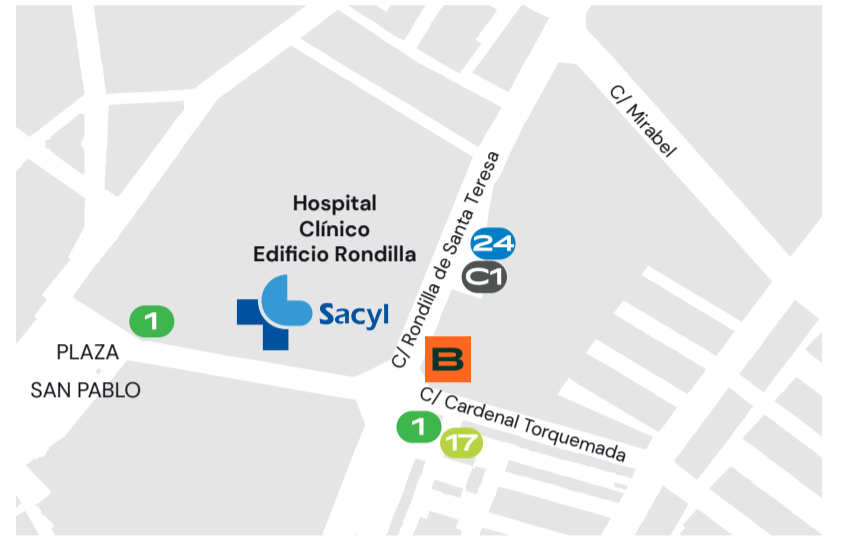 C/ Mirabel
C/ Rondilla de Santa Teresa
Hospital
Clínico
Edificio Rondilla
24
C1
Sacyl
1
PLAZA
SAN PABLO
B
C/ Cardenal Torquemada
1
17